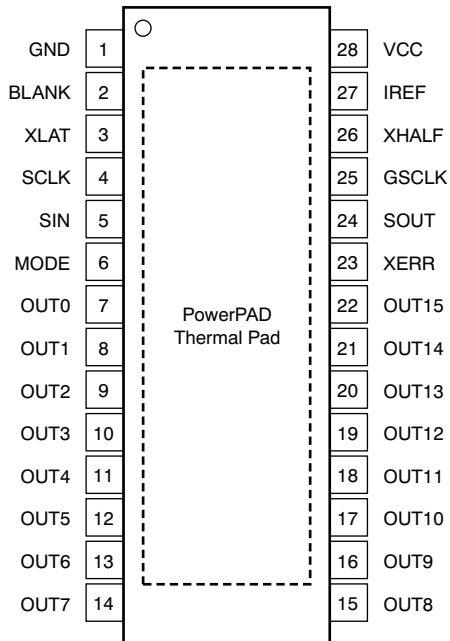 GND 1 28 VCC
BLANK 2 27 IREF
XLAT 3 26 XHALF
SCLK 4 25 GSCLK
SIN 5 24 SOUT
MODE 6 23 XERR
OUT0 7 22 OUT15
PowerPAD
Thermal Pad
OUT1 8 21 OUT14
OUT2 9 20 OUT13
OUT3 10 19 OUT12
OUT4 11 18 OUT11
OUT5 12 17 OUT10
OUT6 13 16 OUT9
OUT7 14 15 OUT8